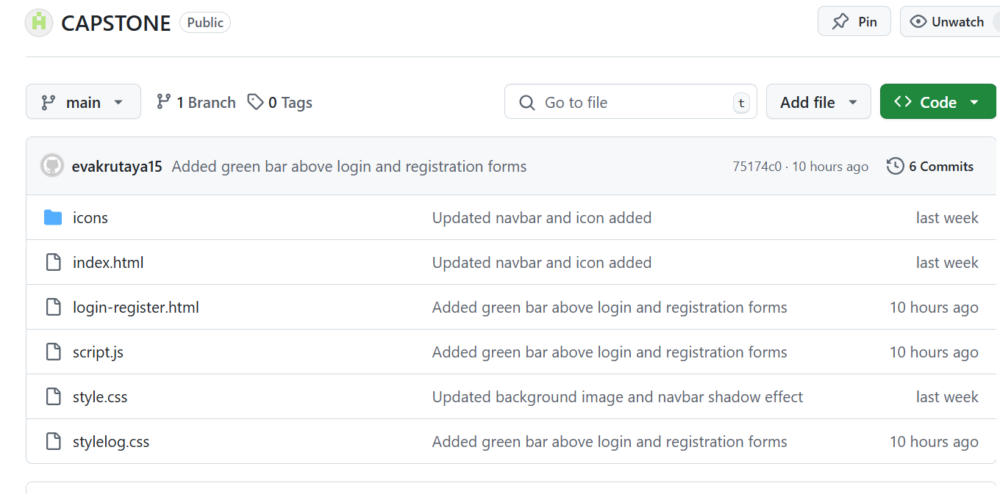 CAPSTONE Public Pin Unwatch
main 1 Branch 0 Tags Go to file t Add file Code
evakrutaya15 Added green bar above login and registration forms 75174c0 · 10 hours ago 6 Commits
icons Updated navbar and icon added last week
index.html Updated navbar and icon added last week
login-register.html Added green bar above login and registration forms 10 hours ago
script.js Added green bar above login and registration forms 10 hours ago
style.css Updated background image and navbar shadow effect last week
stylelog.css Added green bar above login and registration forms 10 hours ago